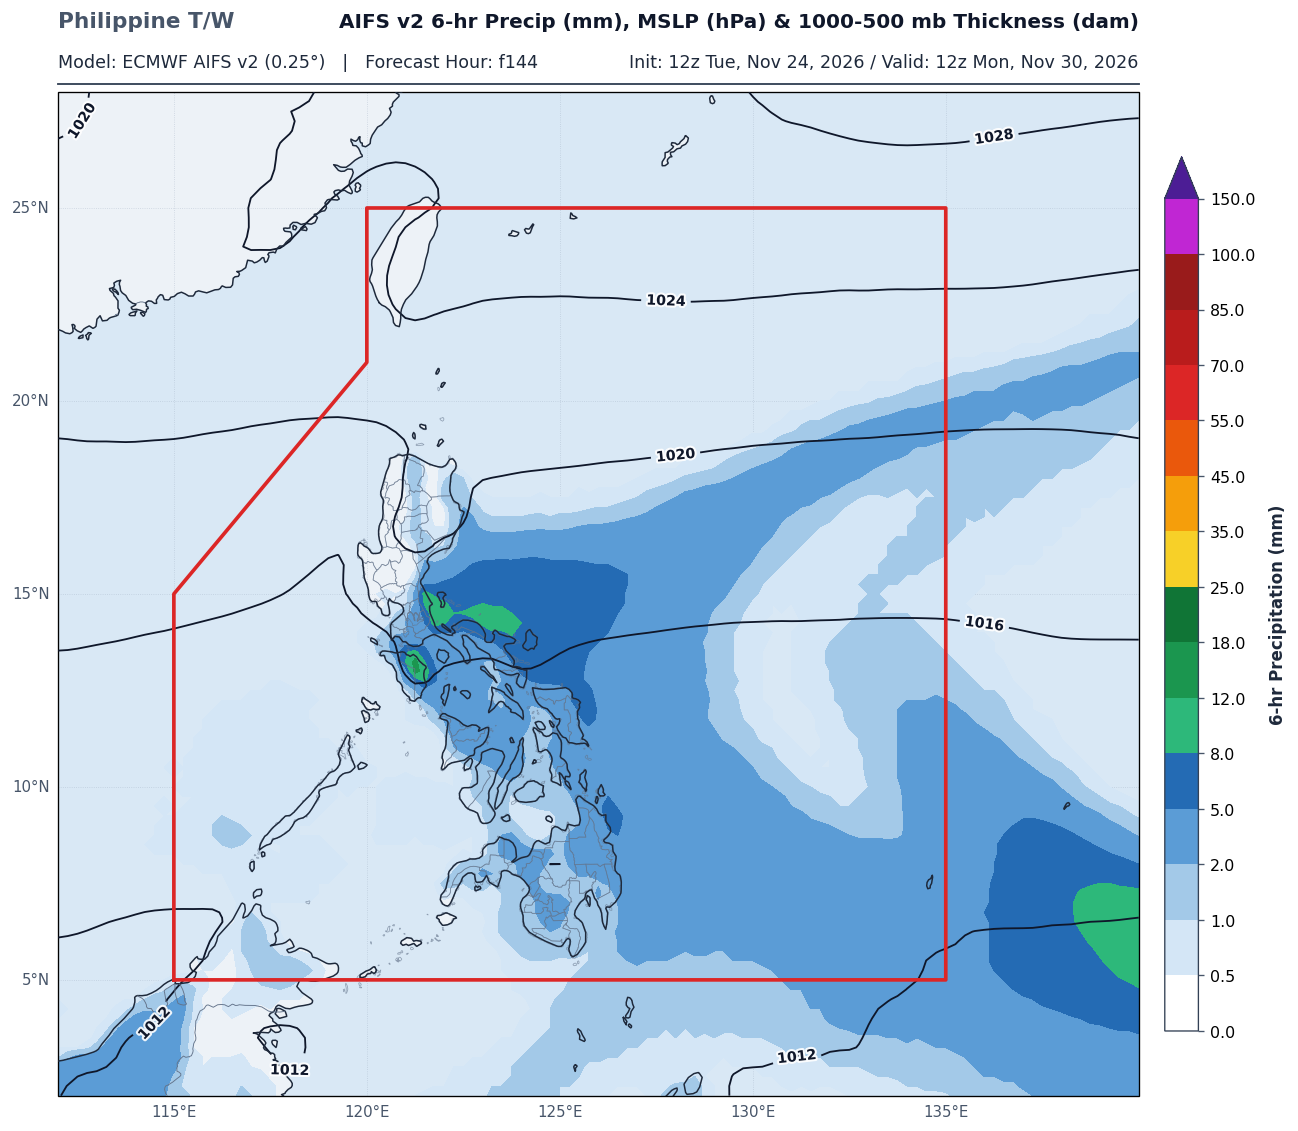 Philippine T/W
AIFS v2 6-hr Precip (mm), MSLP (hPa) & 1000-500 mb Thickness (dam)
Model: ECMWF AIFS v2 (0.25°) | Forecast Hour: f144
Init: 12z Tue, Nov 24, 2026 / Valid: 12z Mon, Nov 30, 2026
1020
1028
25°N
1024
20°N
1020
15°N
1016
10°N
5°N
1012
1012
1012
115°E
120°E
125°E
130°E
135°E
150.0
100.0
85.0
70.0
55.0
45.0
35.0
25.0
18.0
12.0
8.0
5.0
2.0
1.0
0.5
0.0
6-hr Precipitation (mm)